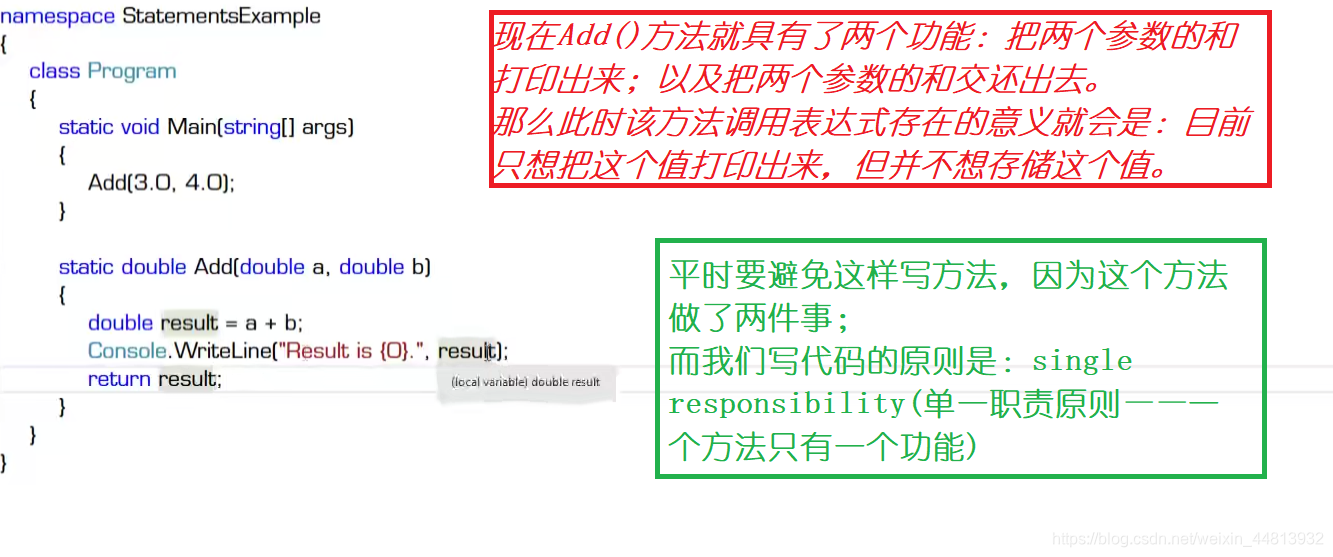 namespace StatementsExample
{
class Program
{
static void Main(string[] args)
{
Add(3.0, 4.0);
}
static double Add(double a, double b)
{
double result = a + b;
Console.WriteLine("Result is {0}.", result);
return result;
(local variable) double result
}
}
}
现在Add()方法就具有了两个功能：把两个参数的和
打印出来；以及把两个参数的和交还出去。
那么此时该方法调用表达式存在的意义就会是：目前
只想把这个值打印出来，但并不想存储这个值。
平时要避免这样写方法，因为这个方法
做了两件事；
而我们写代码的原则是：single
responsibility(单一职责原则———一
个方法只有一个功能)
https://blog.csdn.net/weixin_44813932